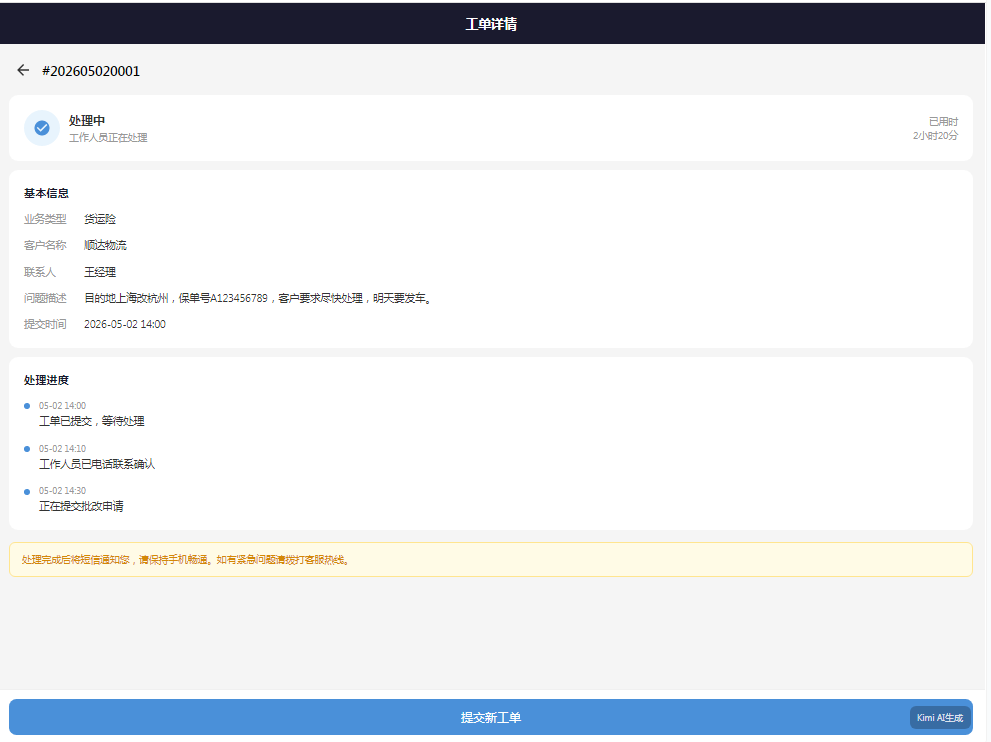 工单详情
#202605020001
处理中
工作人员正在处理
已用时
2小时20分
基本信息
业务类型 货运险
客户名称 顺达物流
联系人 王经理
问题描述 目的地上海改杭州，保单号A123456789，客户要求尽快处理，明天要发车。
提交时间 2026-05-02 14:00
处理进度
05-02 14:00
工单已提交，等待处理
05-02 14:10
工作人员已电话联系确认
05-02 14:30
正在提交批改申请
处理完成后将短信通知您，请保持手机畅通。如有紧急问题请拨打客服热线。
提交新工单
Kimi AI生成